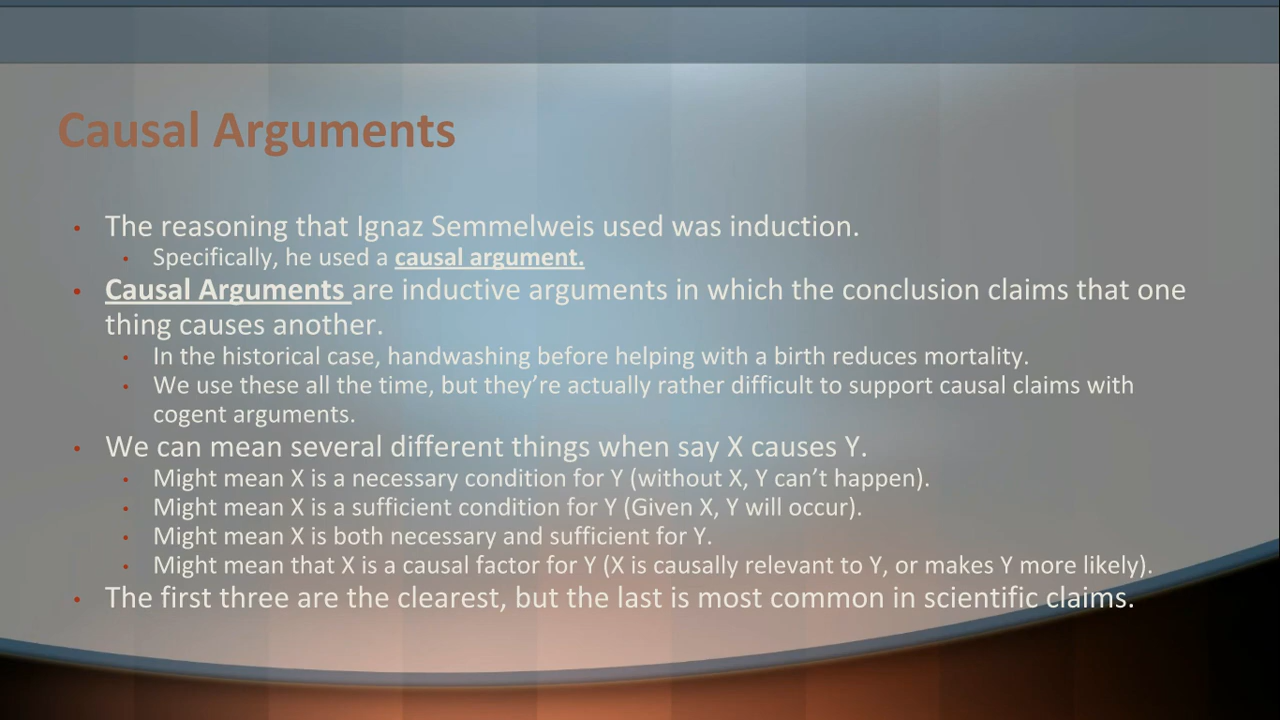 Causal Arguments
• The reasoning that Ignaz Semmelweis used was induction.
• Specifically, he used a causal argument.
• Causal Arguments are inductive arguments in which the conclusion claims that one
thing causes another.
• In the historical case, handwashing before helping with a birth reduces mortality.
• We use these all the time, but they’re actually rather difficult to support causal claims with
cogent arguments.
• We can mean several different things when say X causes Y.
• Might mean X is a necessary condition for Y (without X, Y can’t happen).
• Might mean X is a sufficient condition for Y (Given X, Y will occur).
• Might mean X is both necessary and sufficient for Y.
• Might mean that X is a causal factor for Y (X is causally relevant to Y, or makes Y more likely).
• The first three are the clearest, but the last is most common in scientific claims.